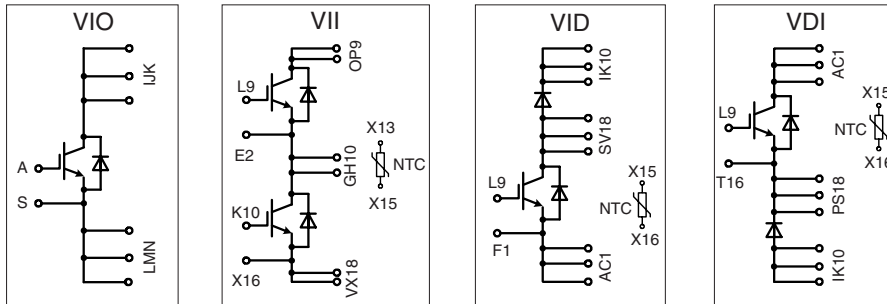 VIO
IJK
A
S
LMN
VII
OP9
L9
E2
GH10
X13
NTC
X15
K10
X16
VX18
VID
IK10
SV18
L9
X15
NTC
X16
F1
AC1
VDI
AC1
L9
X15
NTC
X16
T16
PS18
IK10